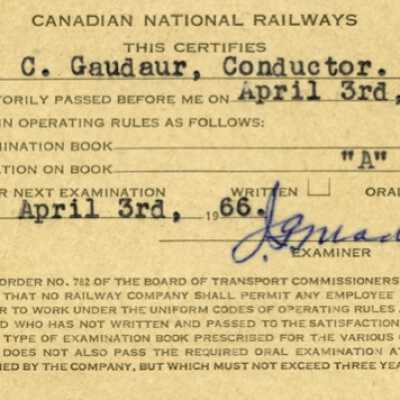 CANADIAN NATIONAL RAILWAYS
THIS CERTIFIES
C. Gaudaur, Conductor.
TORILY PASSED BEFORE ME ON April 3rd,
IN OPERATING RULES AS FOLLOWS:
MINATION BOOK
ATION ON BOOK "A"
R NEXT EXAMINATION WRITTEN ORAL
April 3rd, 1966.
EXAMINER
ORDER NO. 782 OF THE BOARD OF TRANSPORT COMMISSIONERS
THAT NO RAILWAY COMPANY SHALL PERMIT ANY EMPLOYEE
ER TO WORK UNDER THE UNIFORM CODES OF OPERATING RULES
D WHO HAS NOT WRITTEN AND PASSED TO THE SATISFACTION
TYPE OF EXAMINATION BOOK PRESCRISED FOR THE VARIOUS
DOES NOT ALSO PASS THE REQUIRED ORAL EXAMINATION AT
NED BY THE COMPANY, BUT WHICH MUST NOT EXCEED THREE YEA